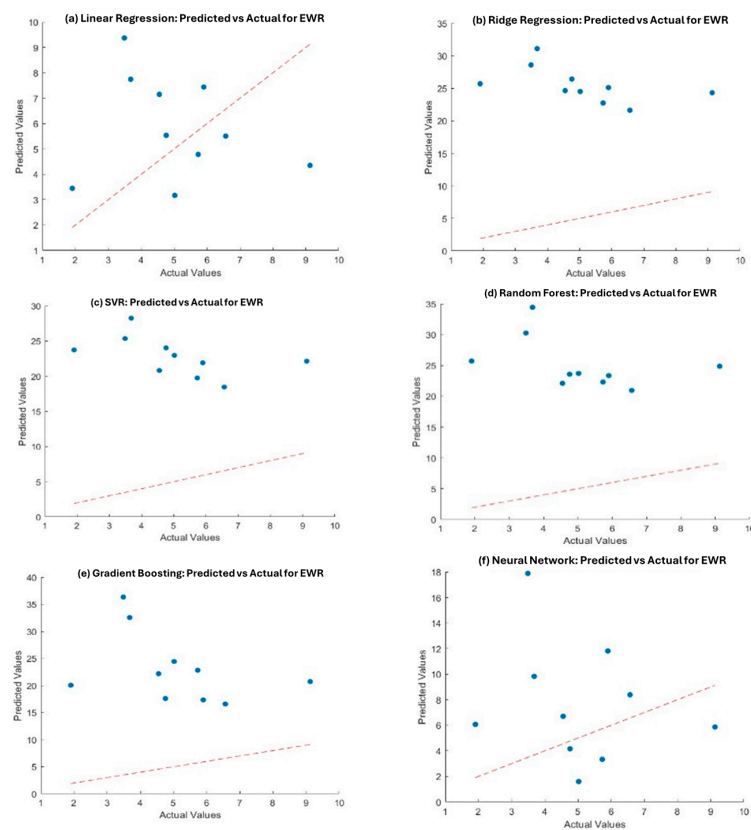 (a) Linear Regression: Predicted vs Actual for EWR
10
9
8
7
6
5
4
3
2
1
Predicted Values
1 2 3 4 5 6 7 8 9 10
Actual Values
(b) Ridge Regression: Predicted vs Actual for EWR
35
30
25
20
15
10
5
0
Predicted Values
1 2 3 4 5 6 7 8 9 10
Actual Values
(c) SVR: Predicted vs Actual for EWR
30
25
20
15
10
5
0
Predicted Values
1 2 3 4 5 6 7 8 9 10
Actual Values
(d) Random Forest: Predicted vs Actual for EWR
35
30
25
20
15
10
5
0
Predicted Values
1 2 3 4 5 6 7 8 9 10
Actual Values
(e) Gradient Boosting: Predicted vs Actual for EWR
40
35
30
25
20
15
10
5
0
Predicted Values
1 2 3 4 5 6 7 8 9 10
Actual Values
(f) Neural Network: Predicted vs Actual for EWR
18
16
14
12
10
8
6
4
2
0
Predicted Values
1 2 3 4 5 6 7 8 9 10
Actual Values